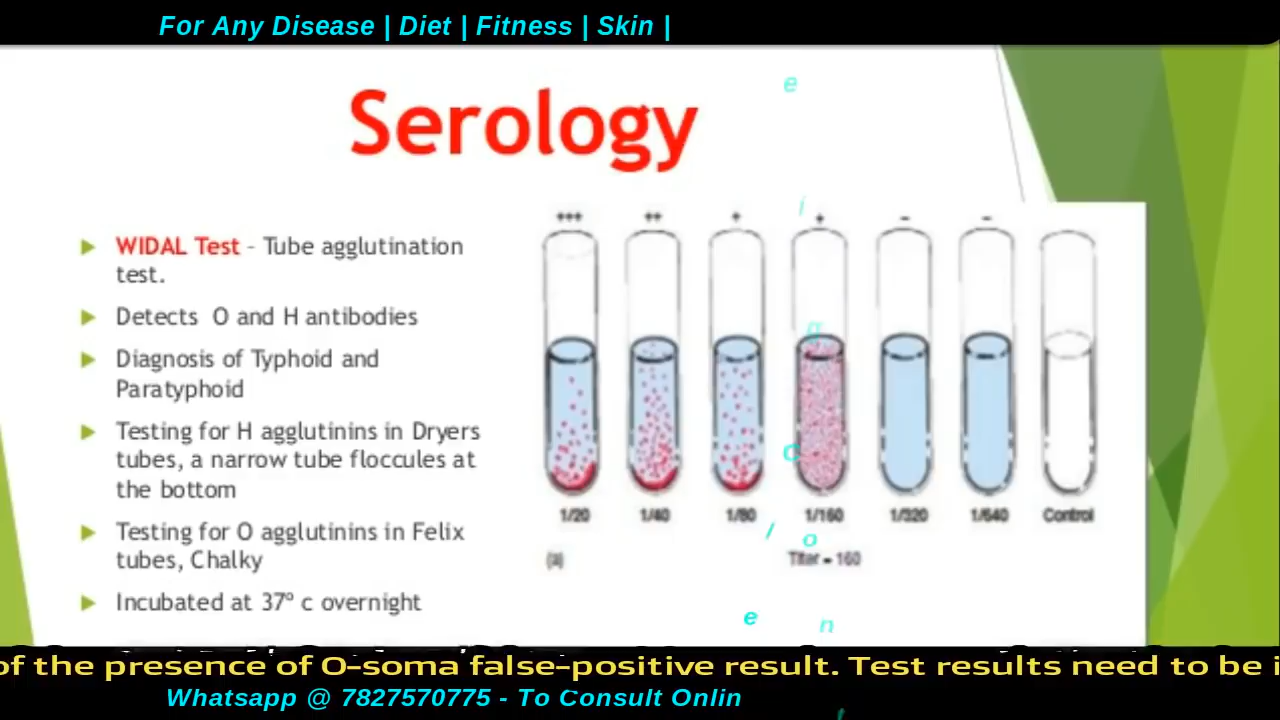 For Any Disease | Diet | Fitness | Skin |
Serology
WIDAL Test – Tube agglutination
test.
Detects O and H antibodies
Diagnosis of Typhoid and
Paratyphoid
Testing for H agglutinins in Dryers
tubes, a narrow tube floccules at
the bottom
Testing for O agglutinins in Felix
tubes, Chalky
Incubated at 37º c overnight
+++ ++ + + - -
1/20 1/40 1/80 1/160 1/320 1/640 Control
(a) Titer = 160
e
i
C
l o
e n
t
of the presence of O-soma false-positive result. Test results need to be i
Whatsapp @ 7827570775 - To Consult Onlin